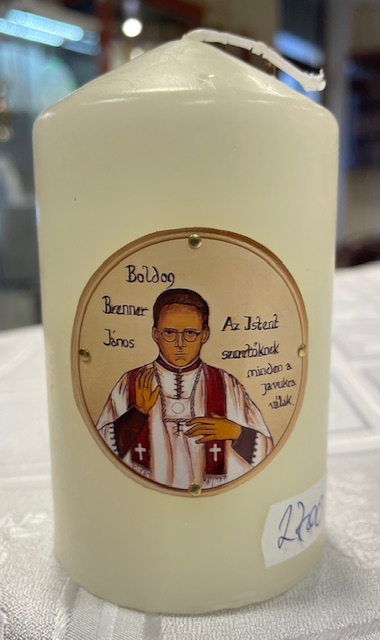 Boldog
Brenner
János
Az Istent
szeretőknek
minden a
javukra
válik.
2700